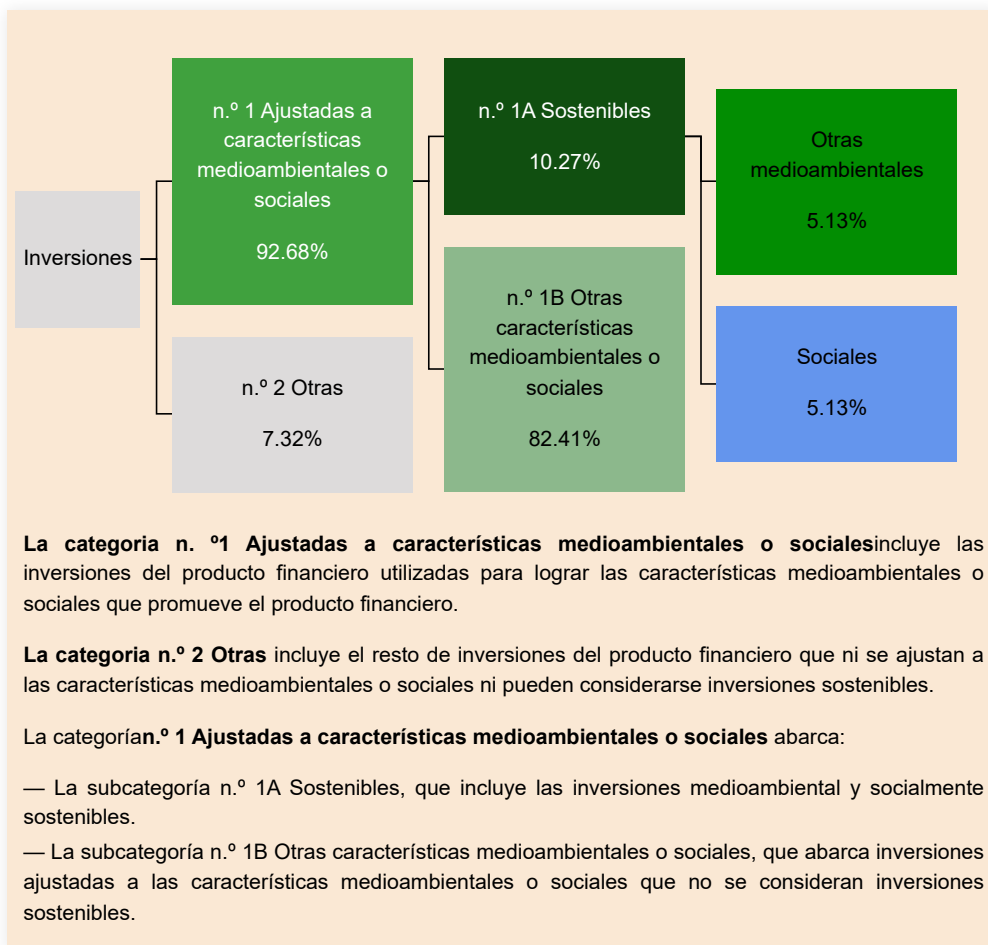 Inversiones
n.º 1 Ajustadas a
características
medioambientales o
sociales
92.68%
n.º 2 Otras
7.32%
n.º 1A Sostenibles
10.27%
n.º 1B Otras
características
medioambientales o
sociales
82.41%
Otras
medioambientales
5.13%
Sociales
5.13%
La categoria n. º1 Ajustadas a características medioambientales o socialesincluye las
inversiones del producto financiero utilizadas para lograr las características medioambientales o
sociales que promueve el producto financiero.
La categoria n.º 2 Otras incluye el resto de inversiones del producto financiero que ni se ajustan a
las características medioambientales o sociales ni pueden considerarse inversiones sostenibles.
La categorían.º 1 Ajustadas a características medioambientales o sociales abarca:
— La subcategoría n.º 1A Sostenibles, que incluye las inversiones medioambiental y socialmente
sostenibles.
— La subcategoría n.º 1B Otras características medioambientales o sociales, que abarca inversiones
ajustadas a las características medioambientales o sociales que no se consideran inversiones
sostenibles.